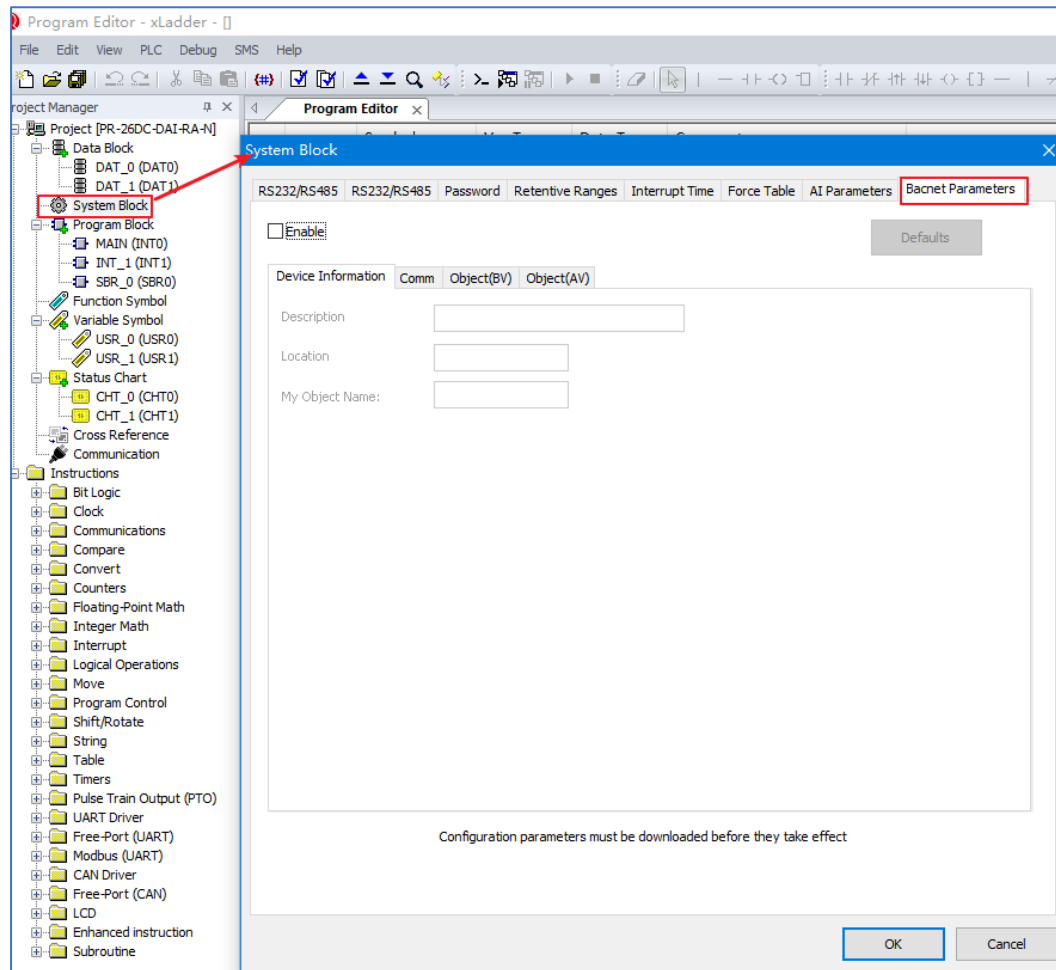 Program Editor - xLadder - []
File Edit View PLC Debug SMS Help
roject Manager
Program Editor
Project [PR-26DC-DAI-RA-N]
Data Block
DAT_0 (DAT0)
DAT_1 (DAT1)
System Block
Program Block
MAIN (INT0)
INT_1 (INT1)
SBR_0 (SBR0)
Function Symbol
Variable Symbol
USR_0 (USR0)
USR_1 (USR1)
Status Chart
CHT_0 (CHT0)
CHT_1 (CHT1)
Cross Reference
Communication
Instructions
Bit Logic
Clock
Communications
Compare
Convert
Counters
Floating-Point Math
Integer Math
Interrupt
Logical Operations
Move
Program Control
Shift/Rotate
String
Table
Timers
Pulse Train Output (PTO)
UART Driver
Free-Port (UART)
Modbus (UART)
CAN Driver
Free-Port (CAN)
LCD
Enhanced instruction
Subroutine
System Block
RS232/RS485 RS232/RS485 Password Retentive Ranges Interrupt Time Force Table AI Parameters Bacnet Parameters
Enable
Defaults
Device Information Comm Object(BV) Object(AV)
Description
Location
My Object Name:
Configuration parameters must be downloaded before they take effect
OK Cancel